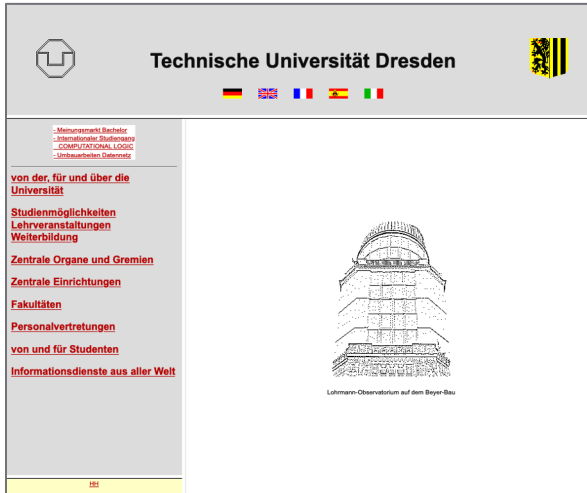 Technische Universität Dresden
- Meinungsmarkt Bachelor
- Internationaler Studiengang
COMPUTATIONAL LOGIC
- Umbauarbeiten Datennetz
von der, für und über die
Universität
Studienmöglichkeiten
Lehrveranstaltungen
Weiterbildung
Zentrale Organe und Gremien
Zentrale Einrichtungen
Fakultäten
Personalvertretungen
von und für Studenten
Informationsdienste aus aller Welt
Lohrmann-Observatorium auf dem Beyer-Bau
HH